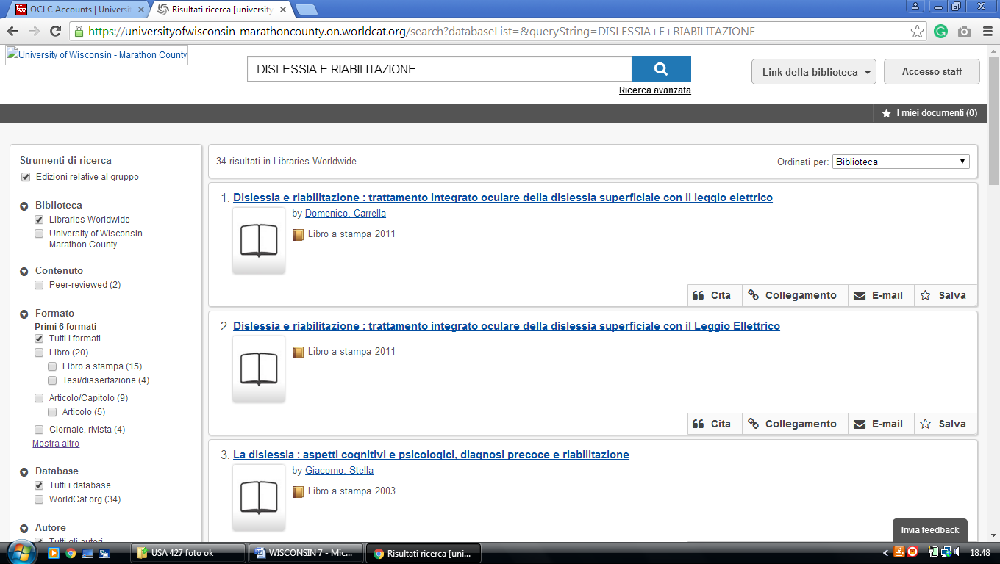 OCLC Accounts | Universit
Risultati ricerca [university
https://universityofwisconsin-marathoncounty.on.worldcat.org/search?databaseList=&queryString=DISLESSIA+E+RIABILITAZIONE
University of Wisconsin - Marathon County
DISLESSIA E RIABILITAZIONE
Ricerca avanzata
Link della biblioteca
Accesso staff
I miei documenti (0)
Strumenti di ricerca
Edizioni relative al gruppo
Biblioteca
Libraries Worldwide
University of Wisconsin -
Marathon County
Contenuto
Peer-reviewed (2)
Formato
Primi 6 formati
Tutti i formati
Libro (20)
Libro a stampa (15)
Tesi/dissertazione (4)
Articolo/Capitolo (9)
Articolo (5)
Giornale, rivista (4)
Mostra altro
Database
Tutti i database
WorldCat.org (34)
Autore
Tutti gli autori
34 risultati in Libraries Worldwide
Ordinati per: Biblioteca
1. Dislessia e riabilitazione : trattamento integrato oculare della dislessia superficiale con il leggio elettrico
by Domenico. Carrella
Libro a stampa 2011
Cita Collegamento E-mail Salva
2. Dislessia e riabilitazione : trattamento integrato oculare della dislessia superficiale con il Leggio Ellettrico
Libro a stampa 2011
Cita Collegamento E-mail Salva
3. La dislessia : aspetti cognitivi e psicologici, diagnosi precoce e riabilitazione
by Giacomo. Stella
Libro a stampa 2003
Invia feedback
USA 427 foto ok
WISCONSIN 7 - Mic...
Risultati ricerca [uni...
18.48